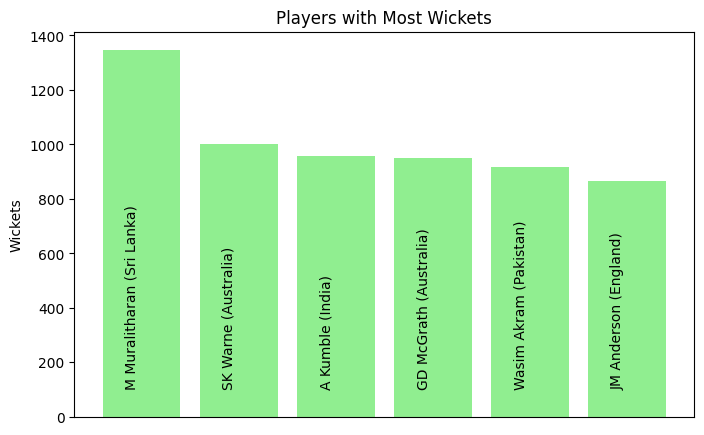 Players with Most Wickets
Wickets
1400
1200
1000
800
600
400
200
0
M Muralitharan (Sri Lanka)
SK Warne (Australia)
A Kumble (India)
GD McGrath (Australia)
Wasim Akram (Pakistan)
JM Anderson (England)